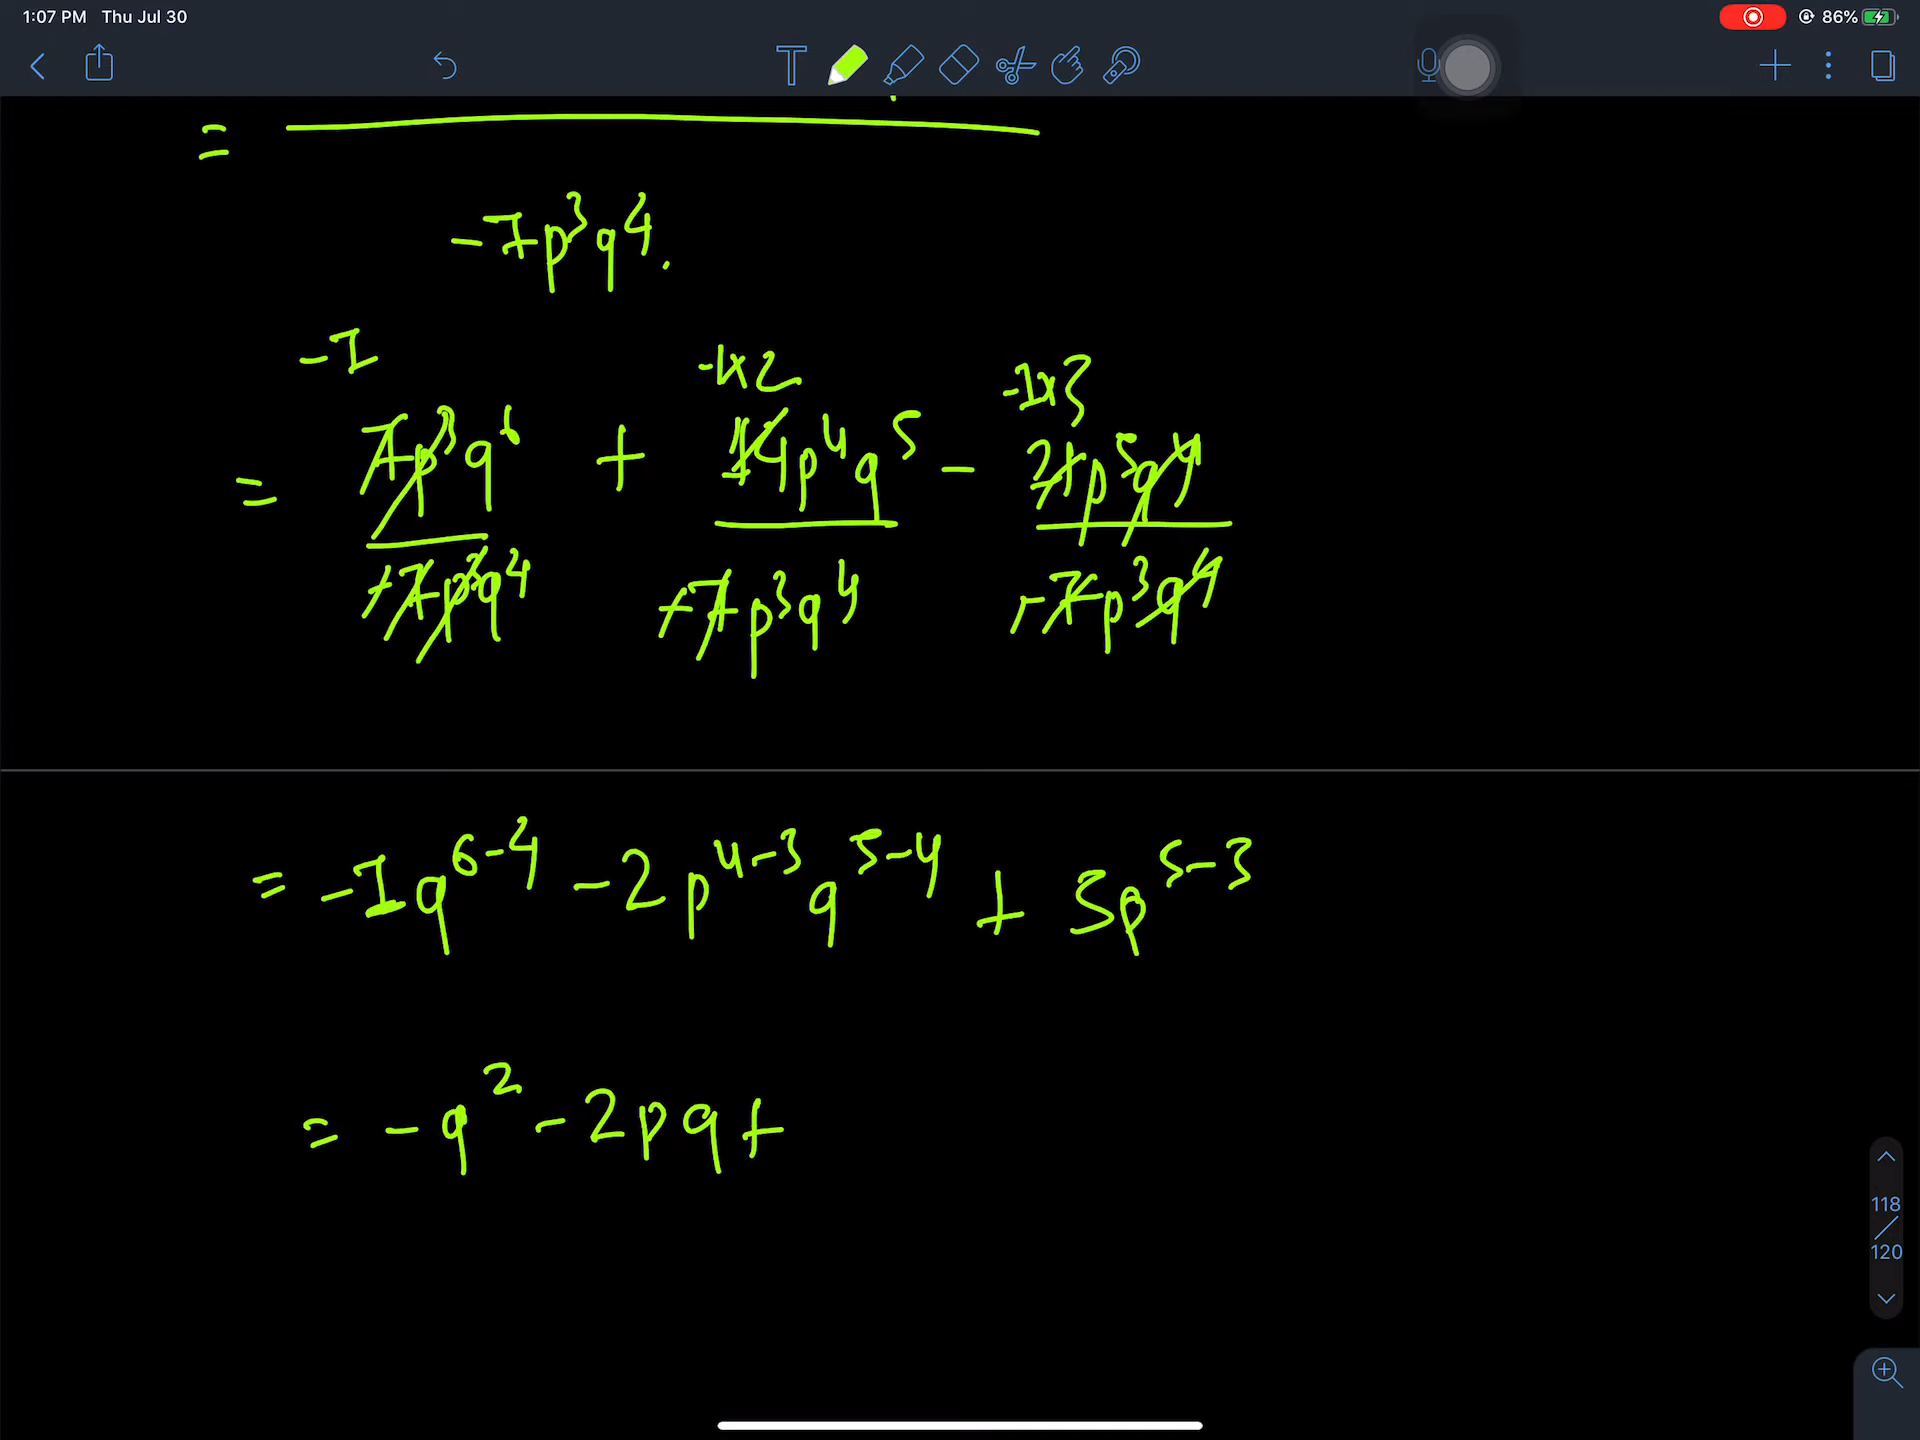 1:07 PM Thu Jul 30 86%
=
-7p³q⁴.
-1 -1x2 -1x3
= 7p³q⁶ + 14p⁴q⁵ - 21p⁵q⁴
-7p³q⁴ -7p³q⁴ -7p³q⁴
= -1q⁶⁻⁴ - 2p⁴⁻³q⁵⁻⁴ + 3p⁵⁻³
= -q² - 2pq +
118
/
120